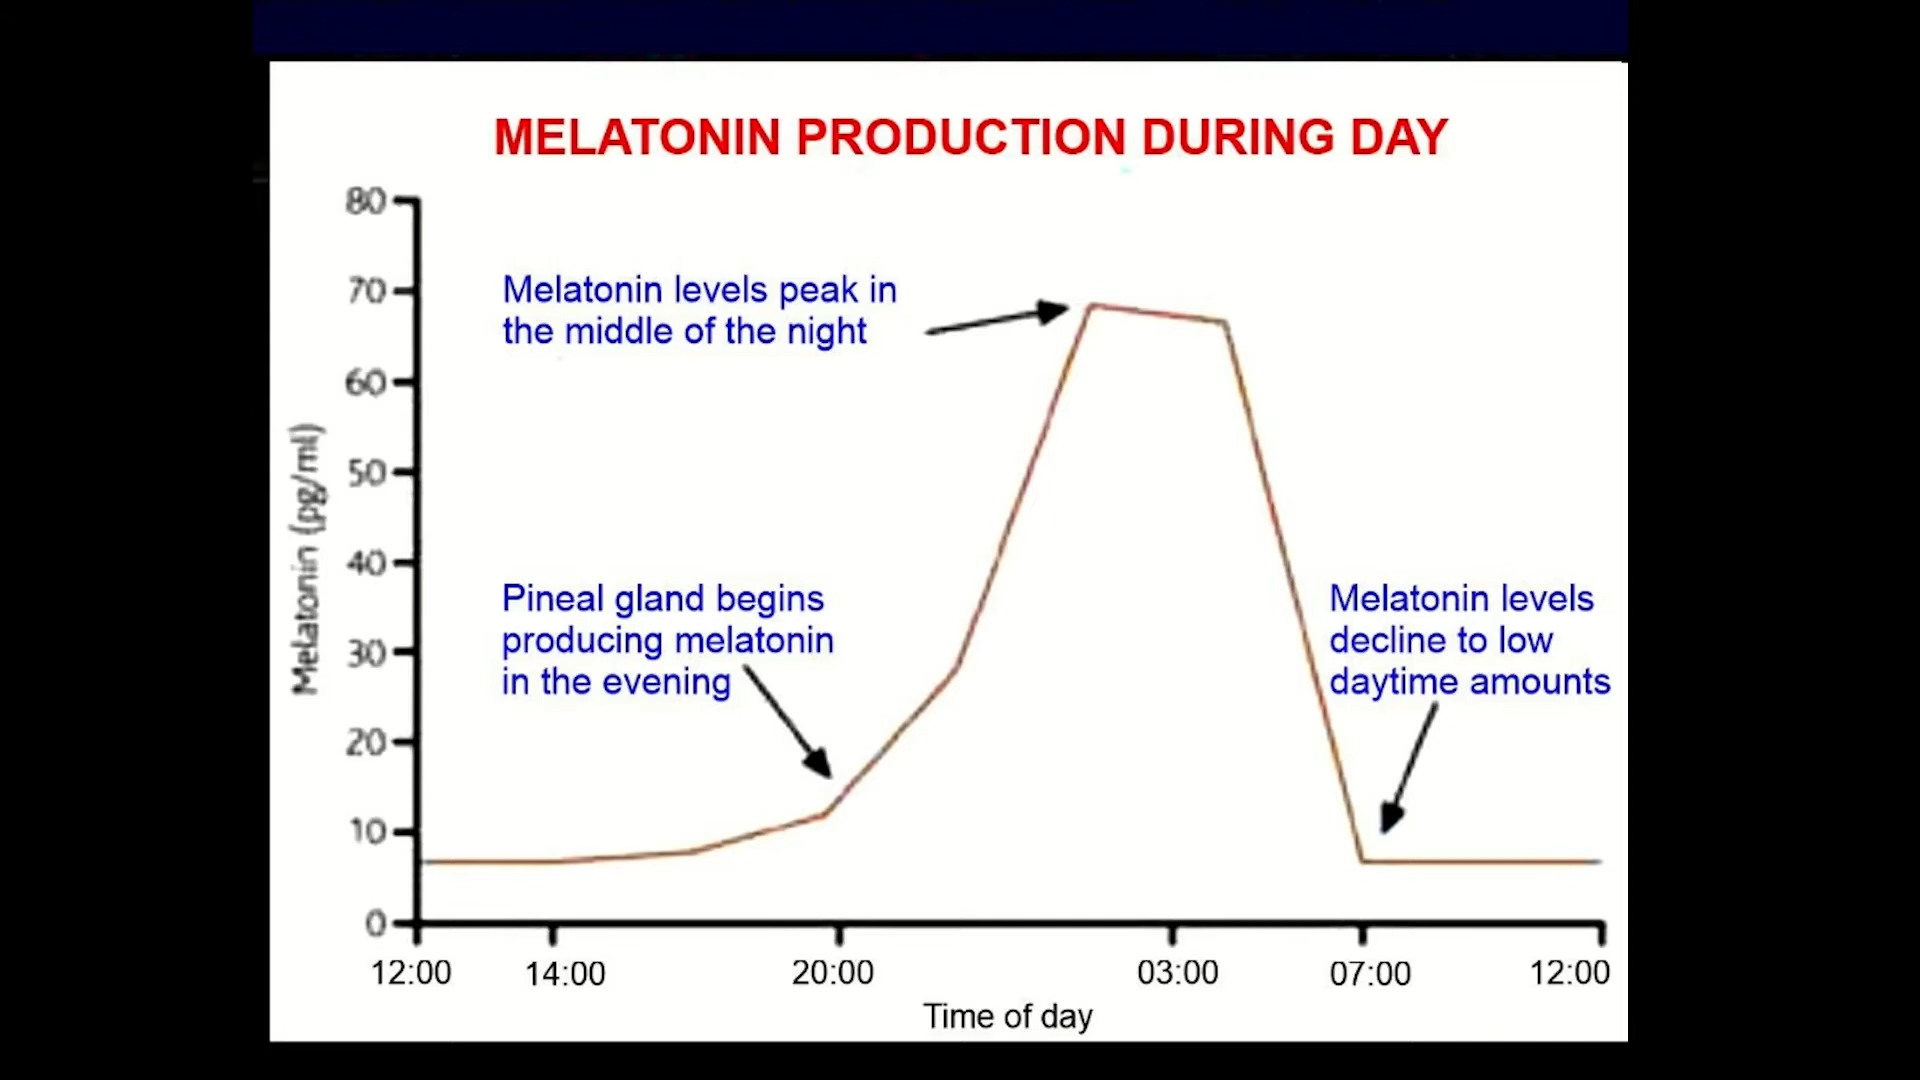 MELATONIN PRODUCTION DURING DAY
80
70
60
50
40
30
20
10
0
Melatonin (pg/ml)
Melatonin levels peak in
the middle of the night
Pineal gland begins
producing melatonin
in the evening
Melatonin levels
decline to low
daytime amounts
12:00 14:00 20:00 03:00 07:00 12:00
Time of day